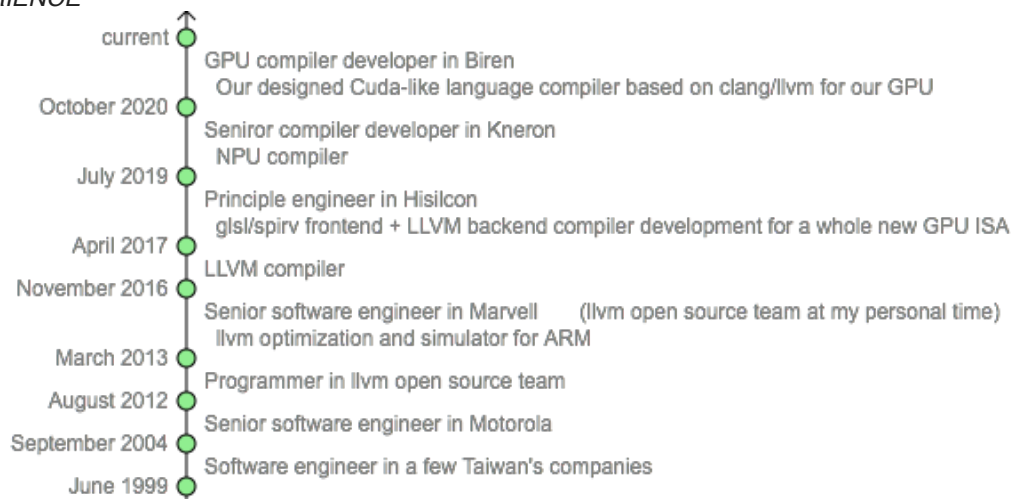 current
GPU compiler developer in Biren
Our designed Cuda-like language compiler based on clang/llvm for our GPU
October 2020
Seniror compiler developer in Kneron
NPU compiler
July 2019
Principle engineer in Hisilcon
glsl/spirv frontend + LLVM backend compiler development for a whole new GPU ISA
April 2017
LLVM compiler
November 2016
Senior software engineer in Marvell (llvm open source team at my personal time)
llvm optimization and simulator for ARM
March 2013
Programmer in llvm open source team
August 2012
Senior software engineer in Motorola
September 2004
Software engineer in a few Taiwan's companies
June 1999